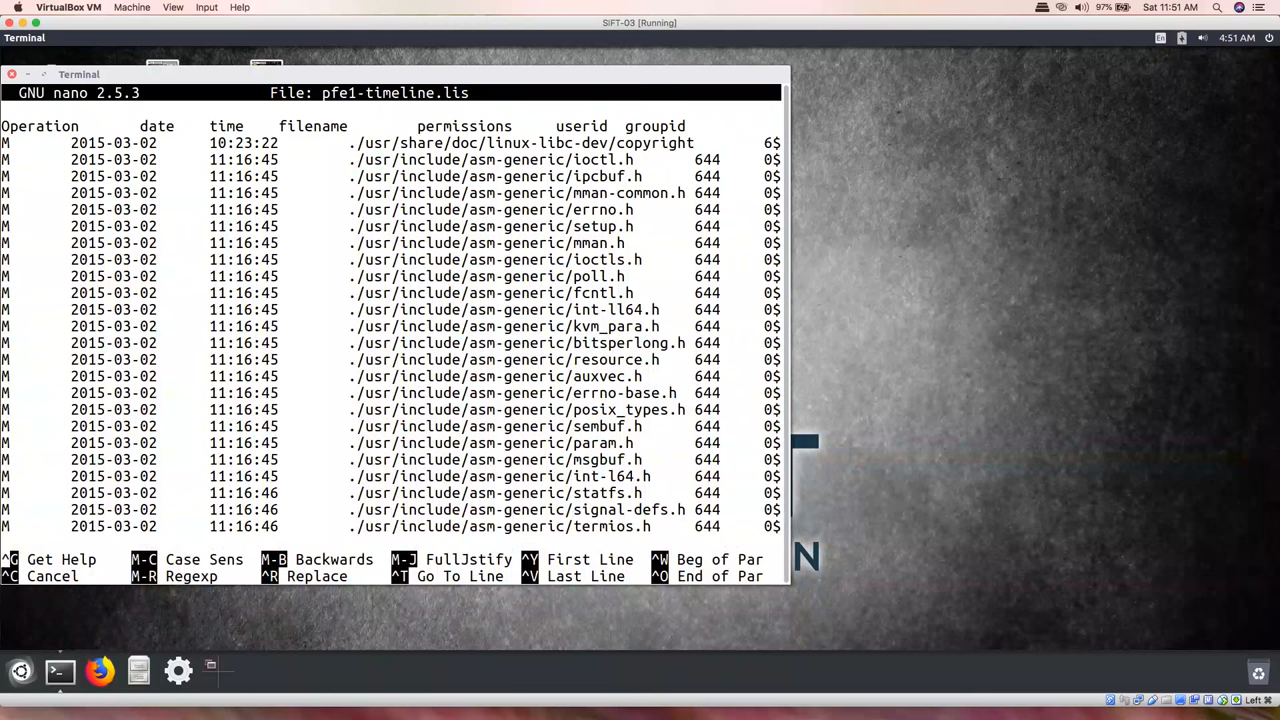 VirtualBox VM Machine View Input Help 97% Sat 11:51 AM
SIFT-03 [Running]
Terminal En 4:51 AM
Terminal
GNU nano 2.5.3 File: pfe1-timeline.lis
Operation date time filename permissions userid groupid
M 2015-03-02 10:23:22 ./usr/share/doc/linux-libc-dev/copyright 6$
M 2015-03-02 11:16:45 ./usr/include/asm-generic/ioctl.h 644 0$
M 2015-03-02 11:16:45 ./usr/include/asm-generic/ipcbuf.h 644 0$
M 2015-03-02 11:16:45 ./usr/include/asm-generic/mman-common.h 644 0$
M 2015-03-02 11:16:45 ./usr/include/asm-generic/errno.h 644 0$
M 2015-03-02 11:16:45 ./usr/include/asm-generic/setup.h 644 0$
M 2015-03-02 11:16:45 ./usr/include/asm-generic/mman.h 644 0$
M 2015-03-02 11:16:45 ./usr/include/asm-generic/ioctls.h 644 0$
M 2015-03-02 11:16:45 ./usr/include/asm-generic/poll.h 644 0$
M 2015-03-02 11:16:45 ./usr/include/asm-generic/fcntl.h 644 0$
M 2015-03-02 11:16:45 ./usr/include/asm-generic/int-ll64.h 644 0$
M 2015-03-02 11:16:45 ./usr/include/asm-generic/kvm_para.h 644 0$
M 2015-03-02 11:16:45 ./usr/include/asm-generic/bitsperlong.h 644 0$
M 2015-03-02 11:16:45 ./usr/include/asm-generic/resource.h 644 0$
M 2015-03-02 11:16:45 ./usr/include/asm-generic/auxvec.h 644 0$
M 2015-03-02 11:16:45 ./usr/include/asm-generic/errno-base.h 644 0$
M 2015-03-02 11:16:45 ./usr/include/asm-generic/posix_types.h 644 0$
M 2015-03-02 11:16:45 ./usr/include/asm-generic/sembuf.h 644 0$
M 2015-03-02 11:16:45 ./usr/include/asm-generic/param.h 644 0$
M 2015-03-02 11:16:45 ./usr/include/asm-generic/msgbuf.h 644 0$
M 2015-03-02 11:16:45 ./usr/include/asm-generic/int-l64.h 644 0$
M 2015-03-02 11:16:46 ./usr/include/asm-generic/statfs.h 644 0$
M 2015-03-02 11:16:46 ./usr/include/asm-generic/signal-defs.h 644 0$
M 2015-03-02 11:16:46 ./usr/include/asm-generic/termios.h 644 0$
^G Get Help M-C Case Sens M-B Backwards M-J FullJstify ^Y First Line ^W Beg of Par
^C Cancel M-R Regexp ^R Replace ^T Go To Line ^V Last Line ^O End of Par
N
Left ⌘